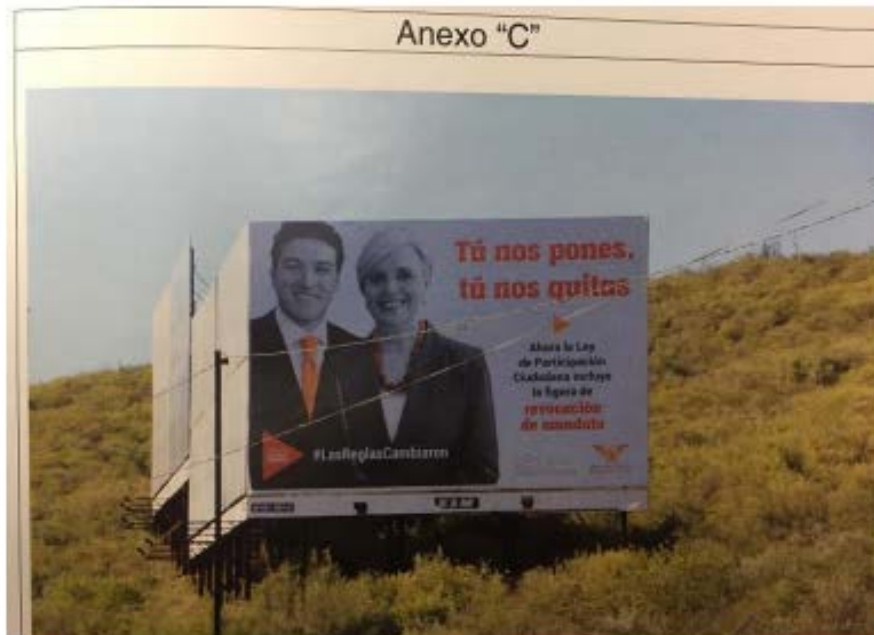 Anexo “C”
Tú nos pones,
tú nos quitas
Ahora la Ley
de Participación
Ciudadana incluye
la figura de
revocación
de mandato
#LasReglasCambiaron